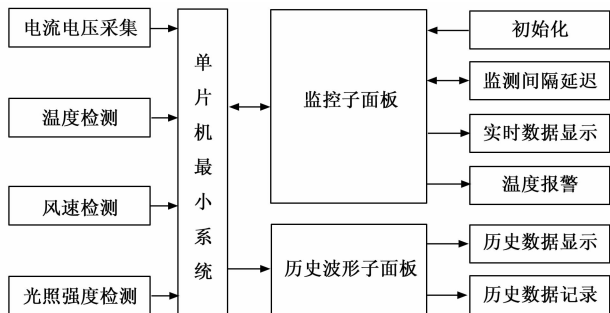 电流电压采集
温度检测
风速检测
光照强度检测
单片机最小系统
监控子面板
历史波形子面板
初始化
监测间隔延迟
实时数据显示
温度报警
历史数据显示
历史数据记录